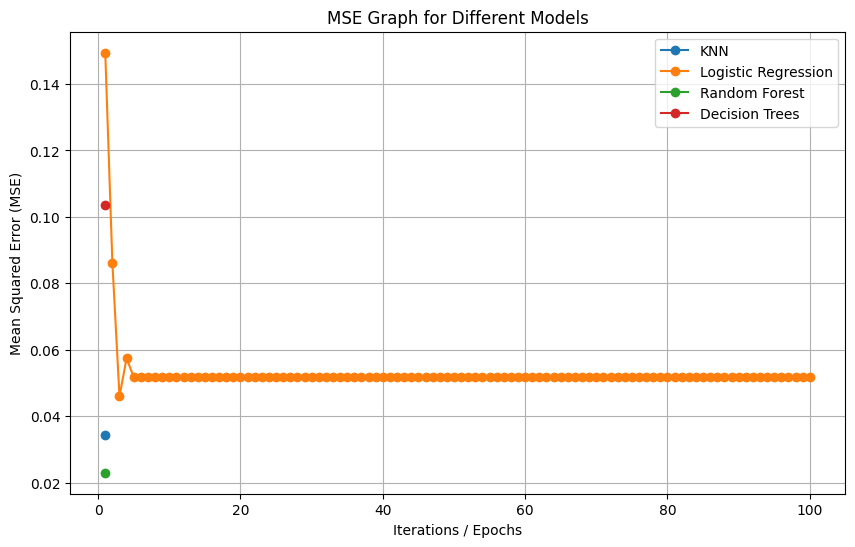 MSE Graph for Different Models
KNN
Logistic Regression
Random Forest
Decision Trees
Mean Squared Error (MSE)
0.14
0.12
0.10
0.08
0.06
0.04
0.02
0
20
40
60
80
100
Iterations / Epochs